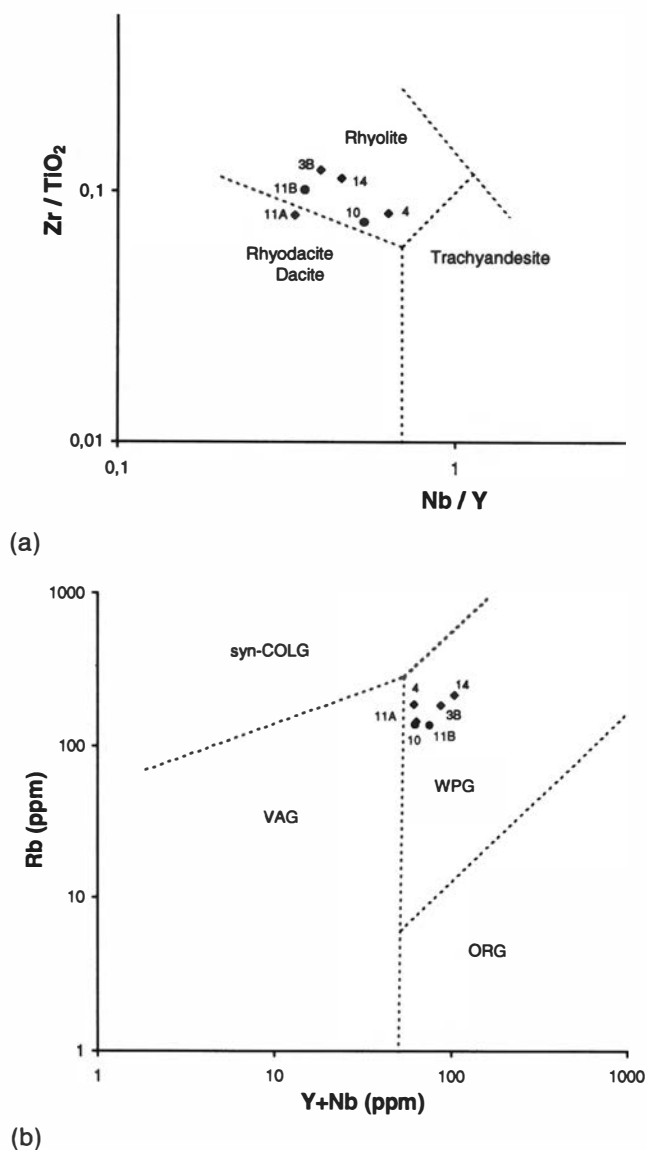 Zr / TiO₂
0,1
0,01
0,1
1
Nb / Y
Rhyolite
3B
14
11B
11A
10
4
Rhyodacite
Dacite
Trachyandesite
(a)
Rb (ppm)
1000
100
10
1
1
10
100
1000
Y+Nb (ppm)
syn-COLG
4
14
11A
3B
10
11B
WPG
VAG
ORG
(b)